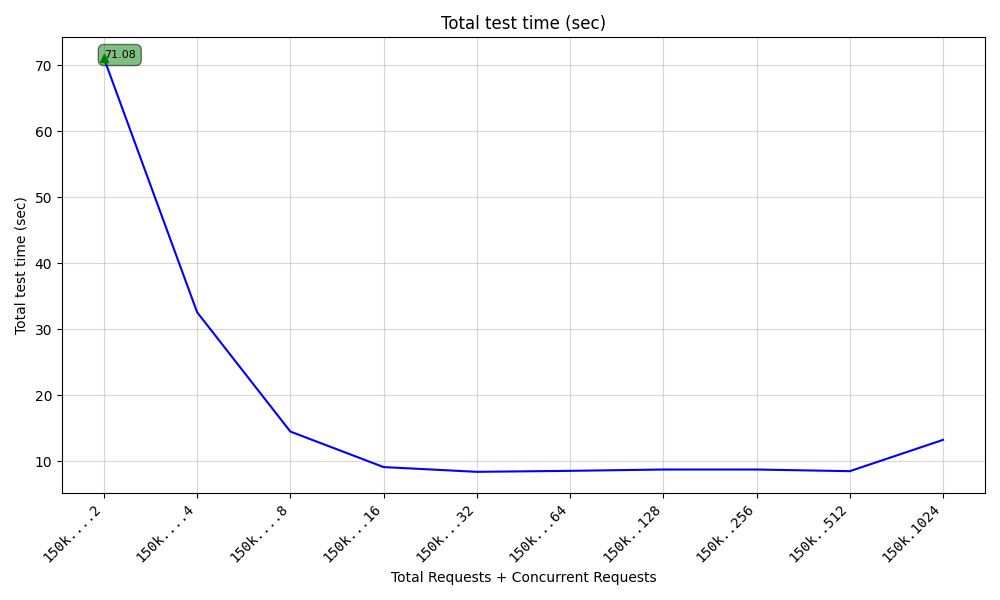 Total test time (sec)
71.08
Total test time (sec)
70
60
50
40
30
20
10
150k....2
150k....4
150k....8
150k...16
150k...32
150k...64
150k..128
150k..256
150k..512
150k.1024
Total Requests + Concurrent Requests